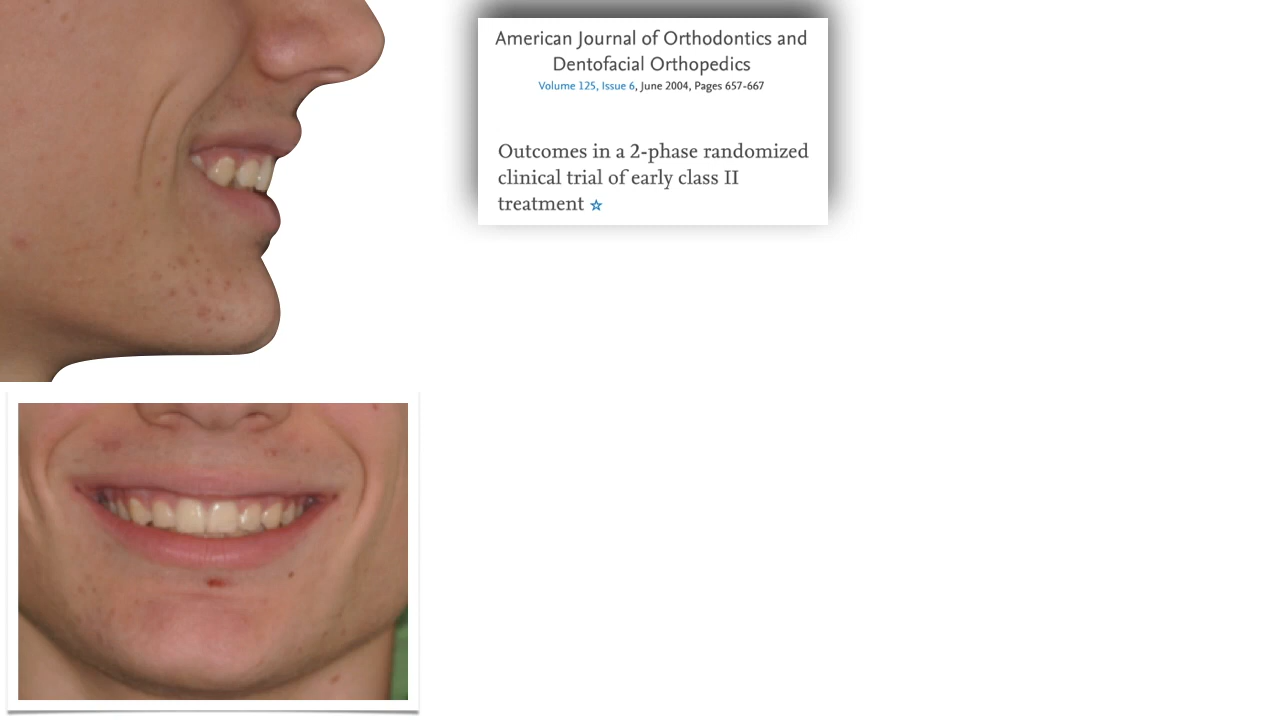 American Journal of Orthodontics and
Dentofacial Orthopedics
Volume 125, Issue 6, June 2004, Pages 657-667
Outcomes in a 2-phase randomized
clinical trial of early class II
treatment ☆